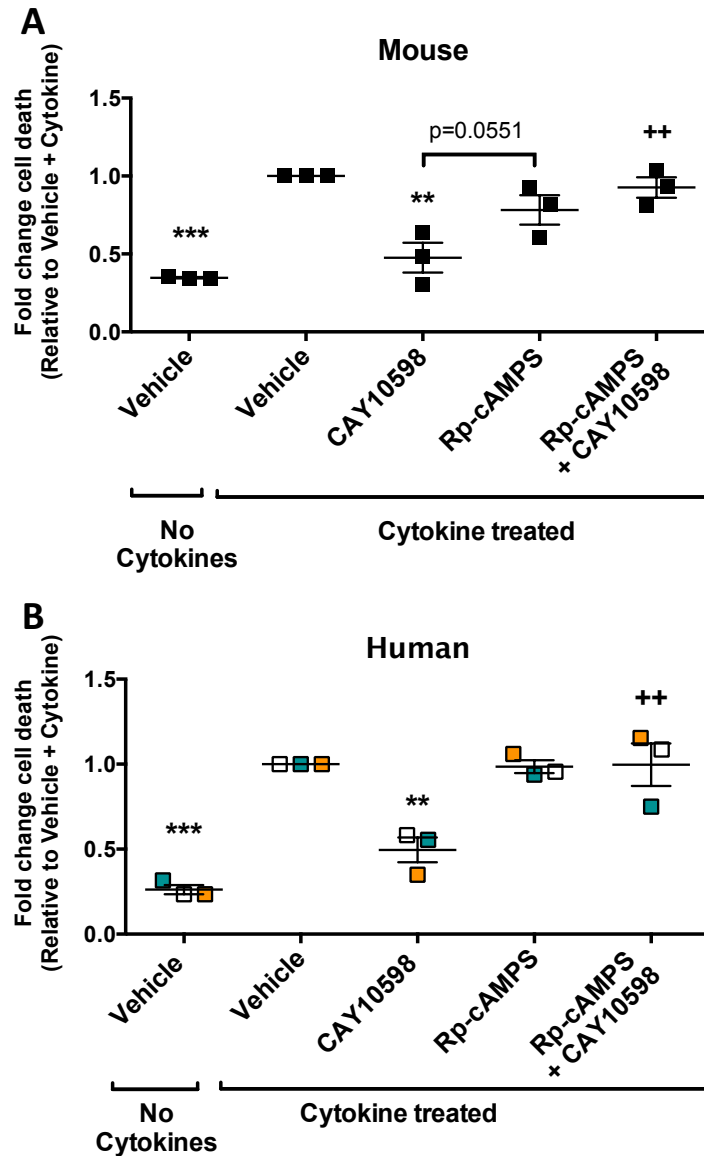 A
Mouse
Fold change cell death
(Relative to Vehicle + Cytokine)
1.5
1.0
0.5
0.0
***
**
p=0.0551
++
Vehicle
Vehicle
CAY10598
Rp-cAMPS
Rp-cAMPS
+ CAY10598
No
Cytokines
Cytokine treated
B
Human
Fold change cell death
(Relative to Vehicle + Cytokine)
1.5
1.0
0.5
0.0
***
**
++
Vehicle
Vehicle
CAY10598
Rp-cAMPS
Rp-cAMPS
+ CAY10598
No
Cytokines
Cytokine treated